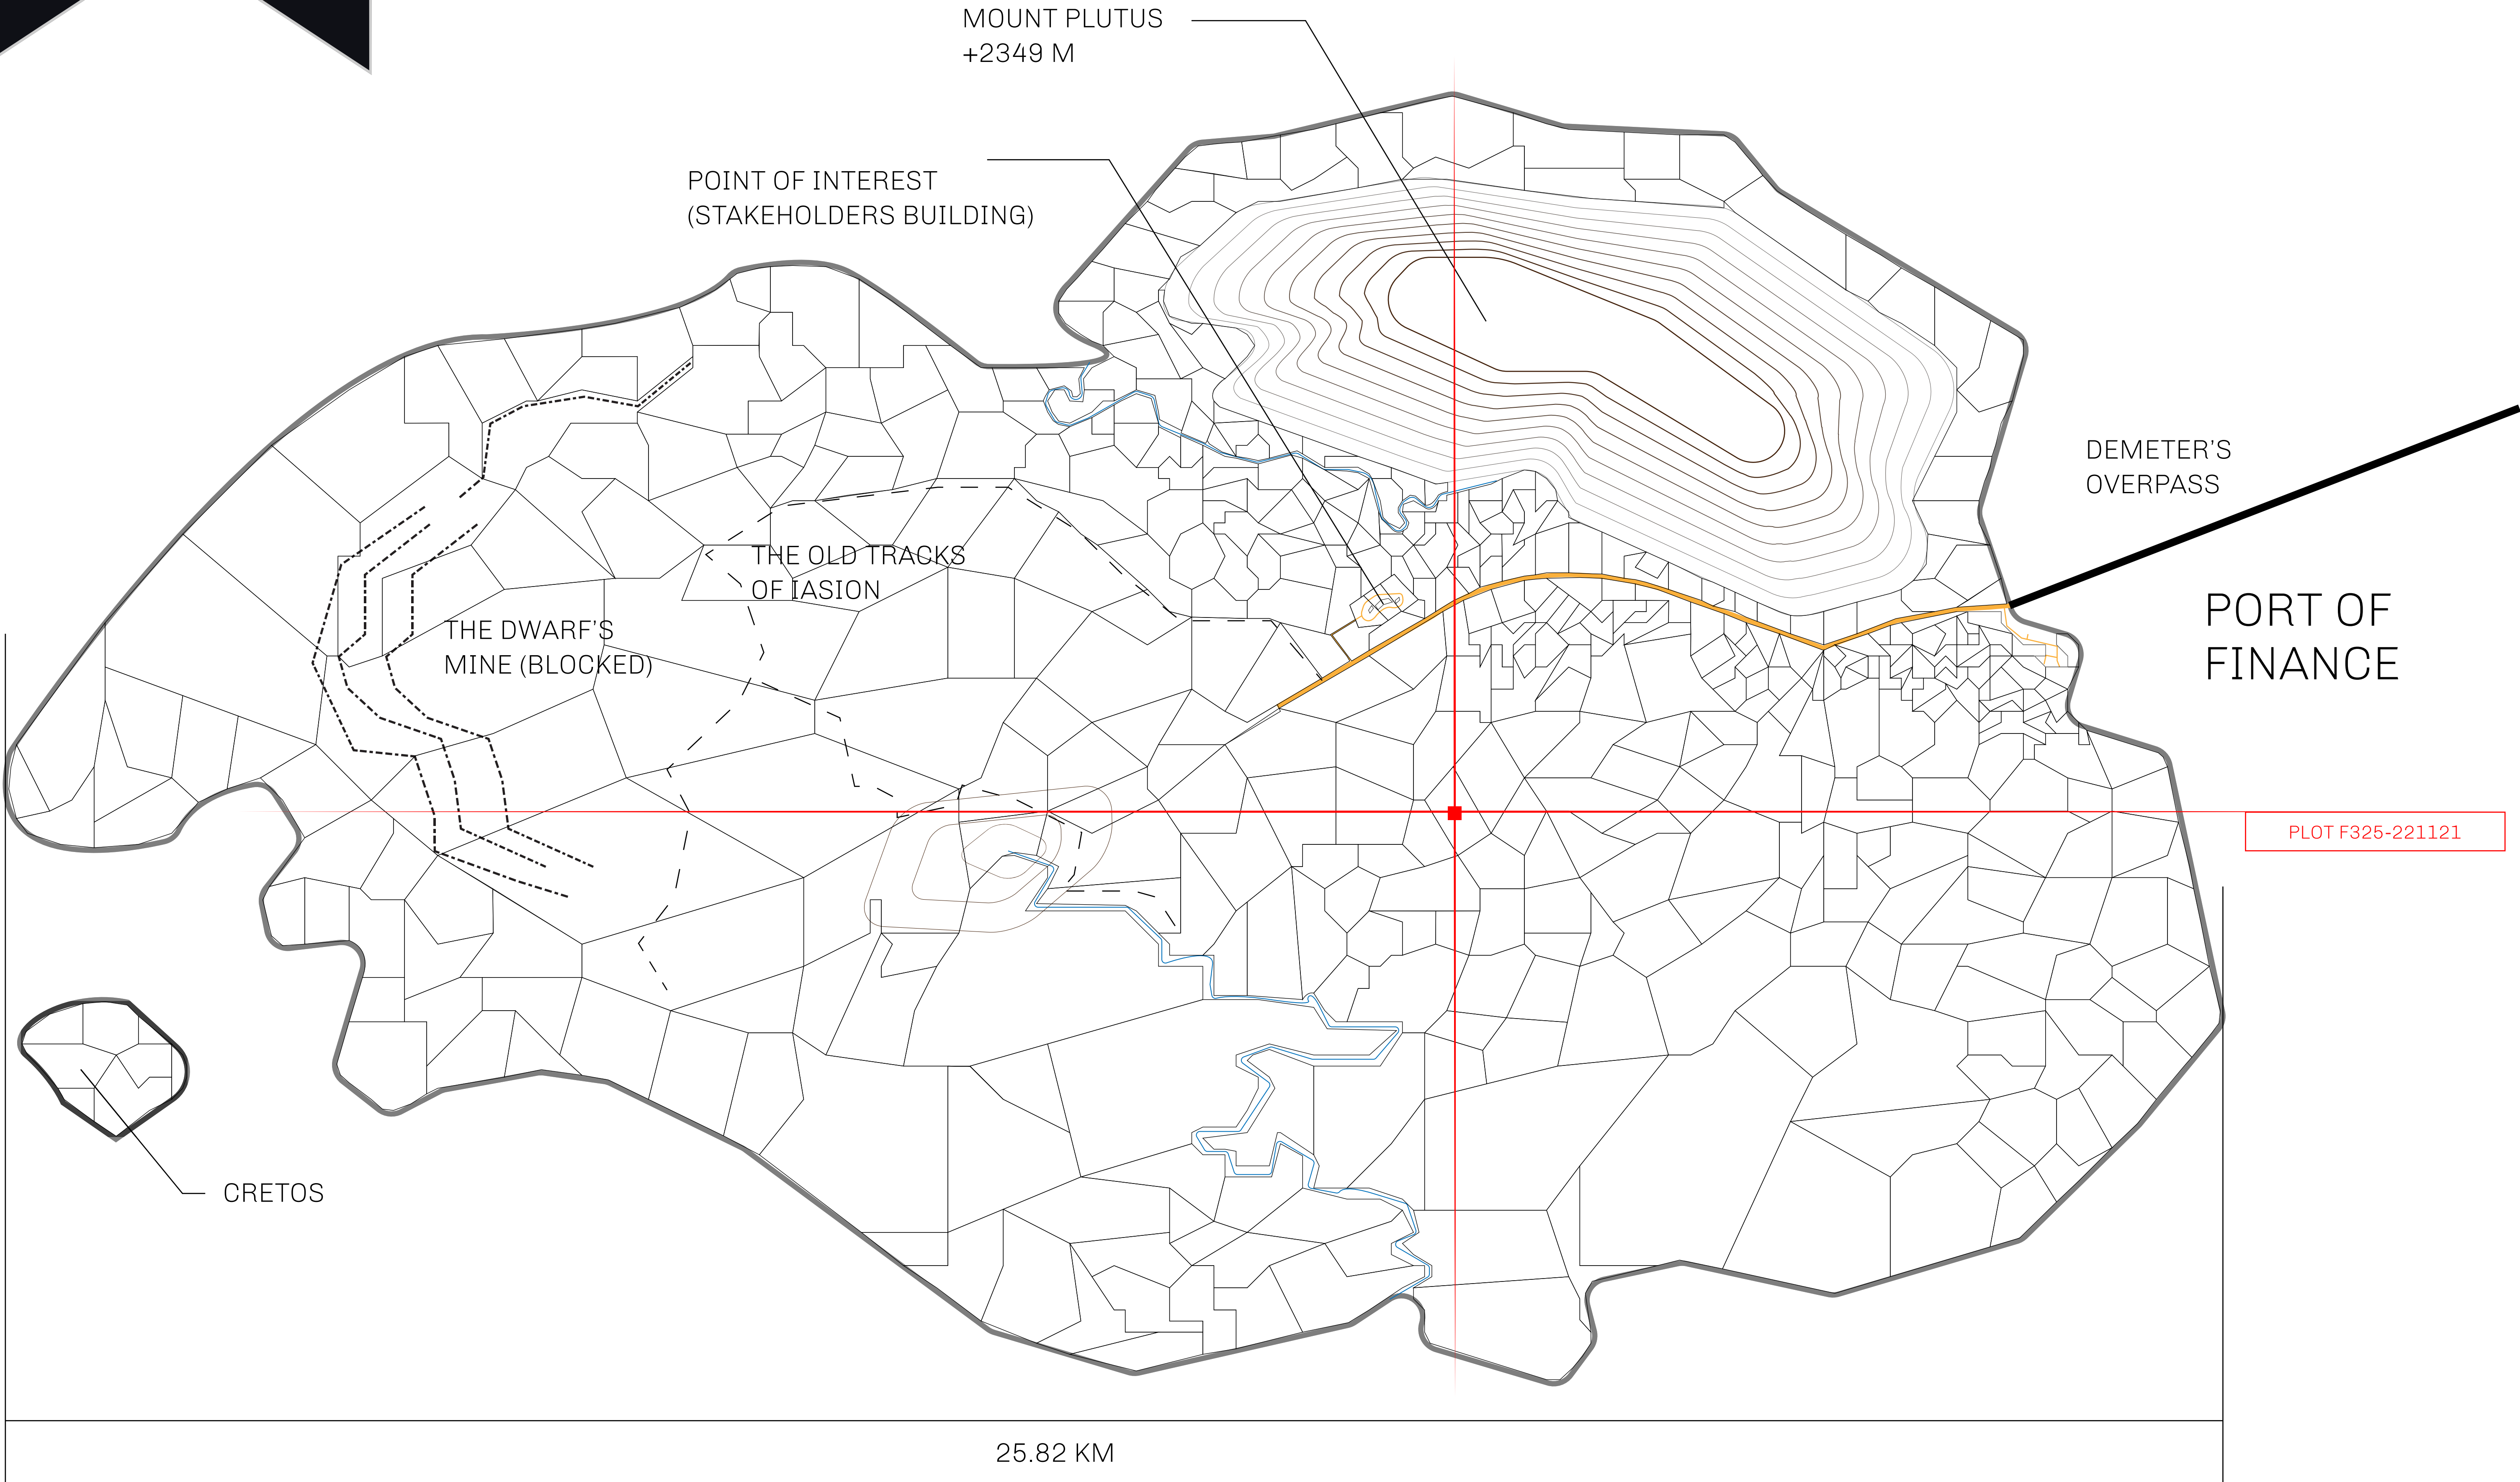 MOUNT PLUTUS
+2349 M
POINT OF INTEREST
(STAKEHOLDERS BUILDING)
DEMETER'S
OVERPASS
THE OLD TRACKS
OF IASION
PORT OF
FINANCE
THE DWARF'S
MINE (BLOCKED)
PLOT F325-221121
CRETOS
25.82 KM